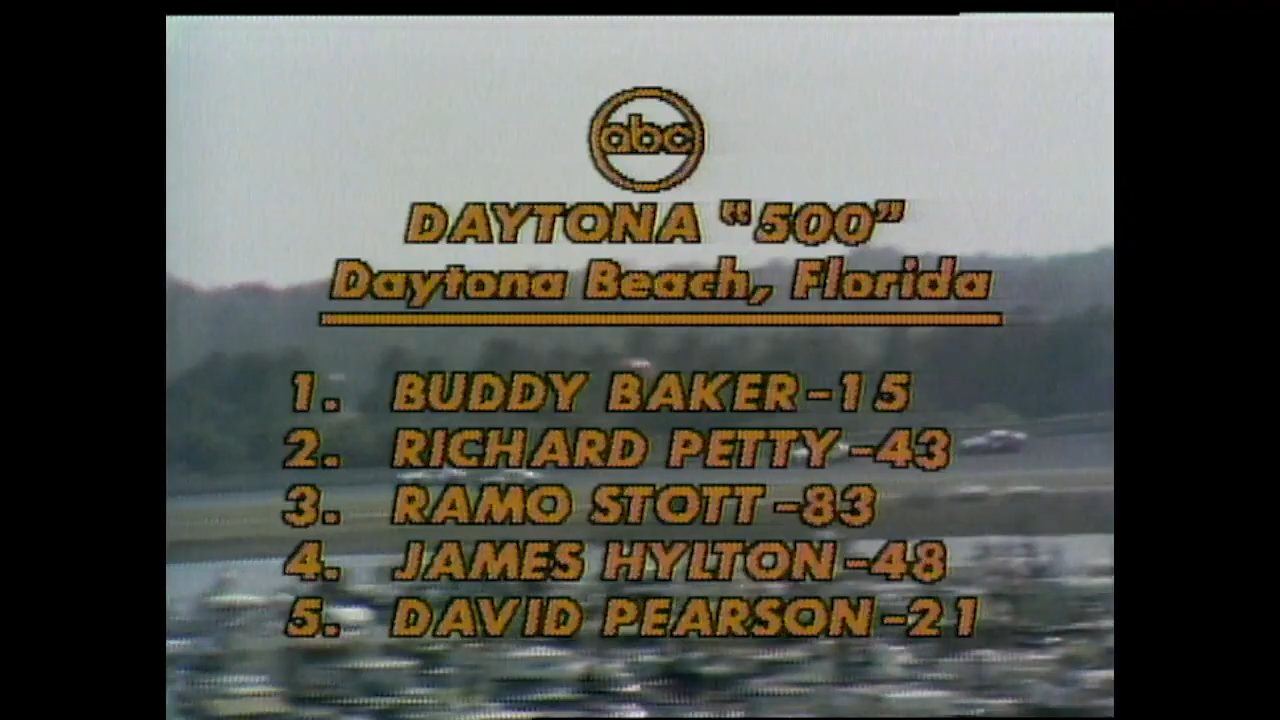 abc
DAYTONA “500”
Daytona Beach, Florida
1. BUDDY BAKER-15
2. RICHARD PETTY-43
3. RAMO STOTT-83
4. JAMES HYLTON-48
5. DAVID PEARSON-21